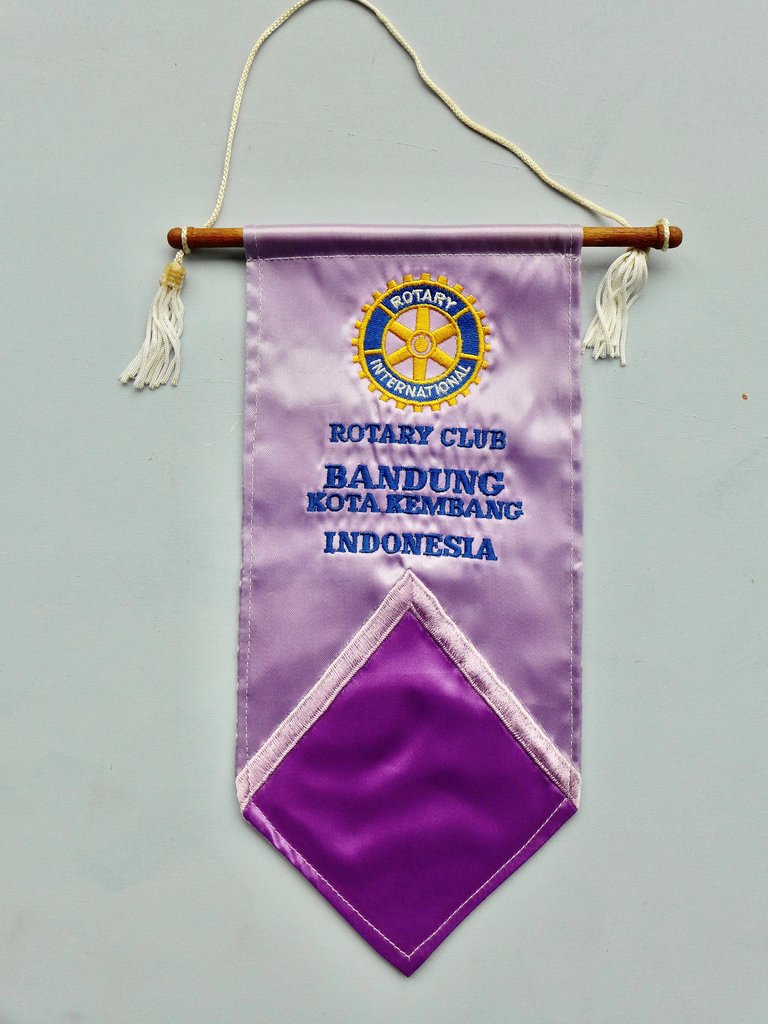 ROTARY
INTERNATIONAL
ROTARY CLUB
BANDUNG
KOTA KEMBANG
INDONESIA